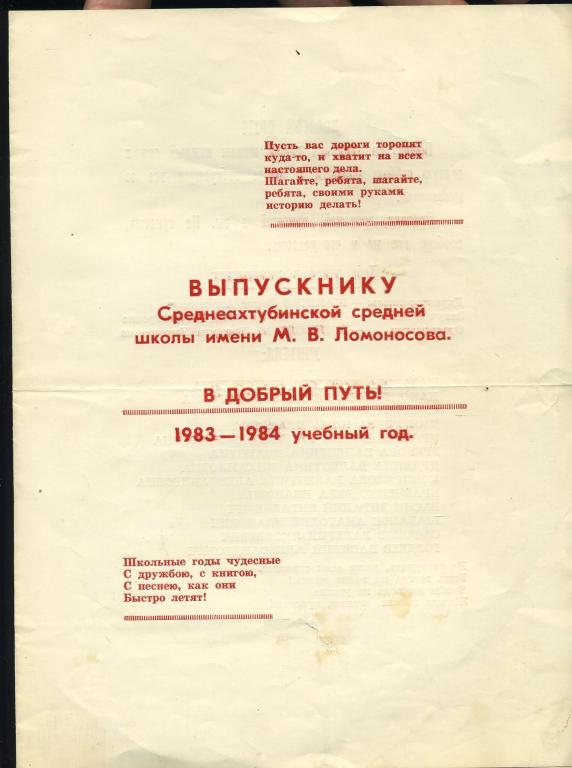 Пусть вас дороги торопят
куда-то, и хватит на всех
настоящего дела.
Шагайте, ребята, шагайте,
ребята, своими руками
историю делать!
ВЫПУСКНИКУ
Среднеахтубинской средней
школы имени М. В. Ломоносова.
В ДОБРЫЙ ПУТЬ!
1983—1984 учебный год.
Школьные годы чудесные
С дружбою, с книгою,
С песнею, как они
Быстро летят!